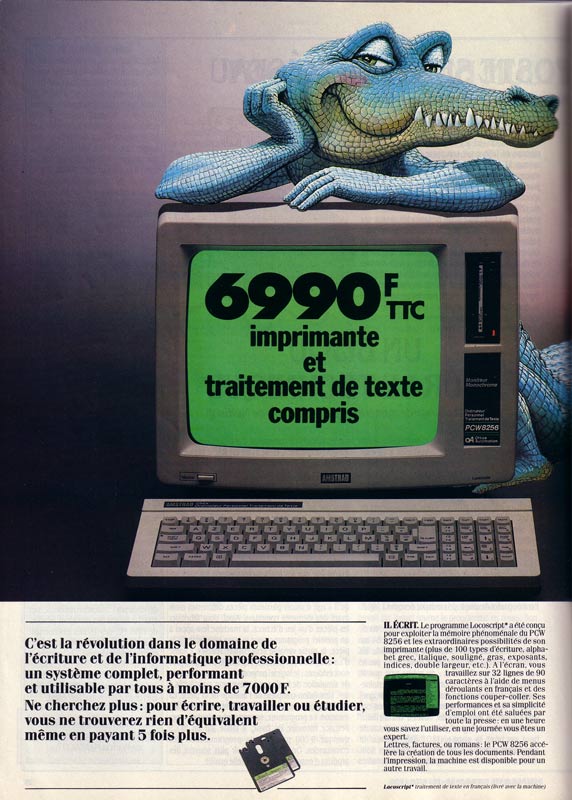 6990 F
TTC
imprimante
et
traitement de texte
compris
Moniteur
Monochrome
Ordinateur
Personnel
Traitement de Texte
PCW8256
Office
Automation
AMSTRAD
AMSTRAD
C'est la révolution dans le domaine de
l'écriture et de l'informatique professionnelle :
un système complet, performant
et utilisable par tous à moins de 7000 F.
Ne cherchez plus : pour écrire, travailler ou étudier,
vous ne trouverez rien d'équivalent
même en payant 5 fois plus.
IL ÉCRIT. Le programme Locoscript* a été conçu
pour exploiter la mémoire phénoménale du PCW
8256 et les extraordinaires possibilités de son
imprimante (plus de 100 types d'écriture, alpha-
bet grec, italique, souligné, gras, exposants,
indices, double largeur, etc.). A l'écran, vous
travaillez sur 32 lignes de 90
caractères à l'aide de menus
déroulants en français et des
fonctions couper-coller. Ses
performances et sa simplicité
d'emploi ont été saluées par
toute la presse : en une heure
vous savez l'utiliser, en une journée vous êtes un
expert.
Lettres, factures, ou romans : le PCW 8256 accé-
lère la création de tous les documents. Pendant
l'impression, la machine est disponible pour un
autre travail.
Locoscript* traitement de texte en français (livré avec la machine)